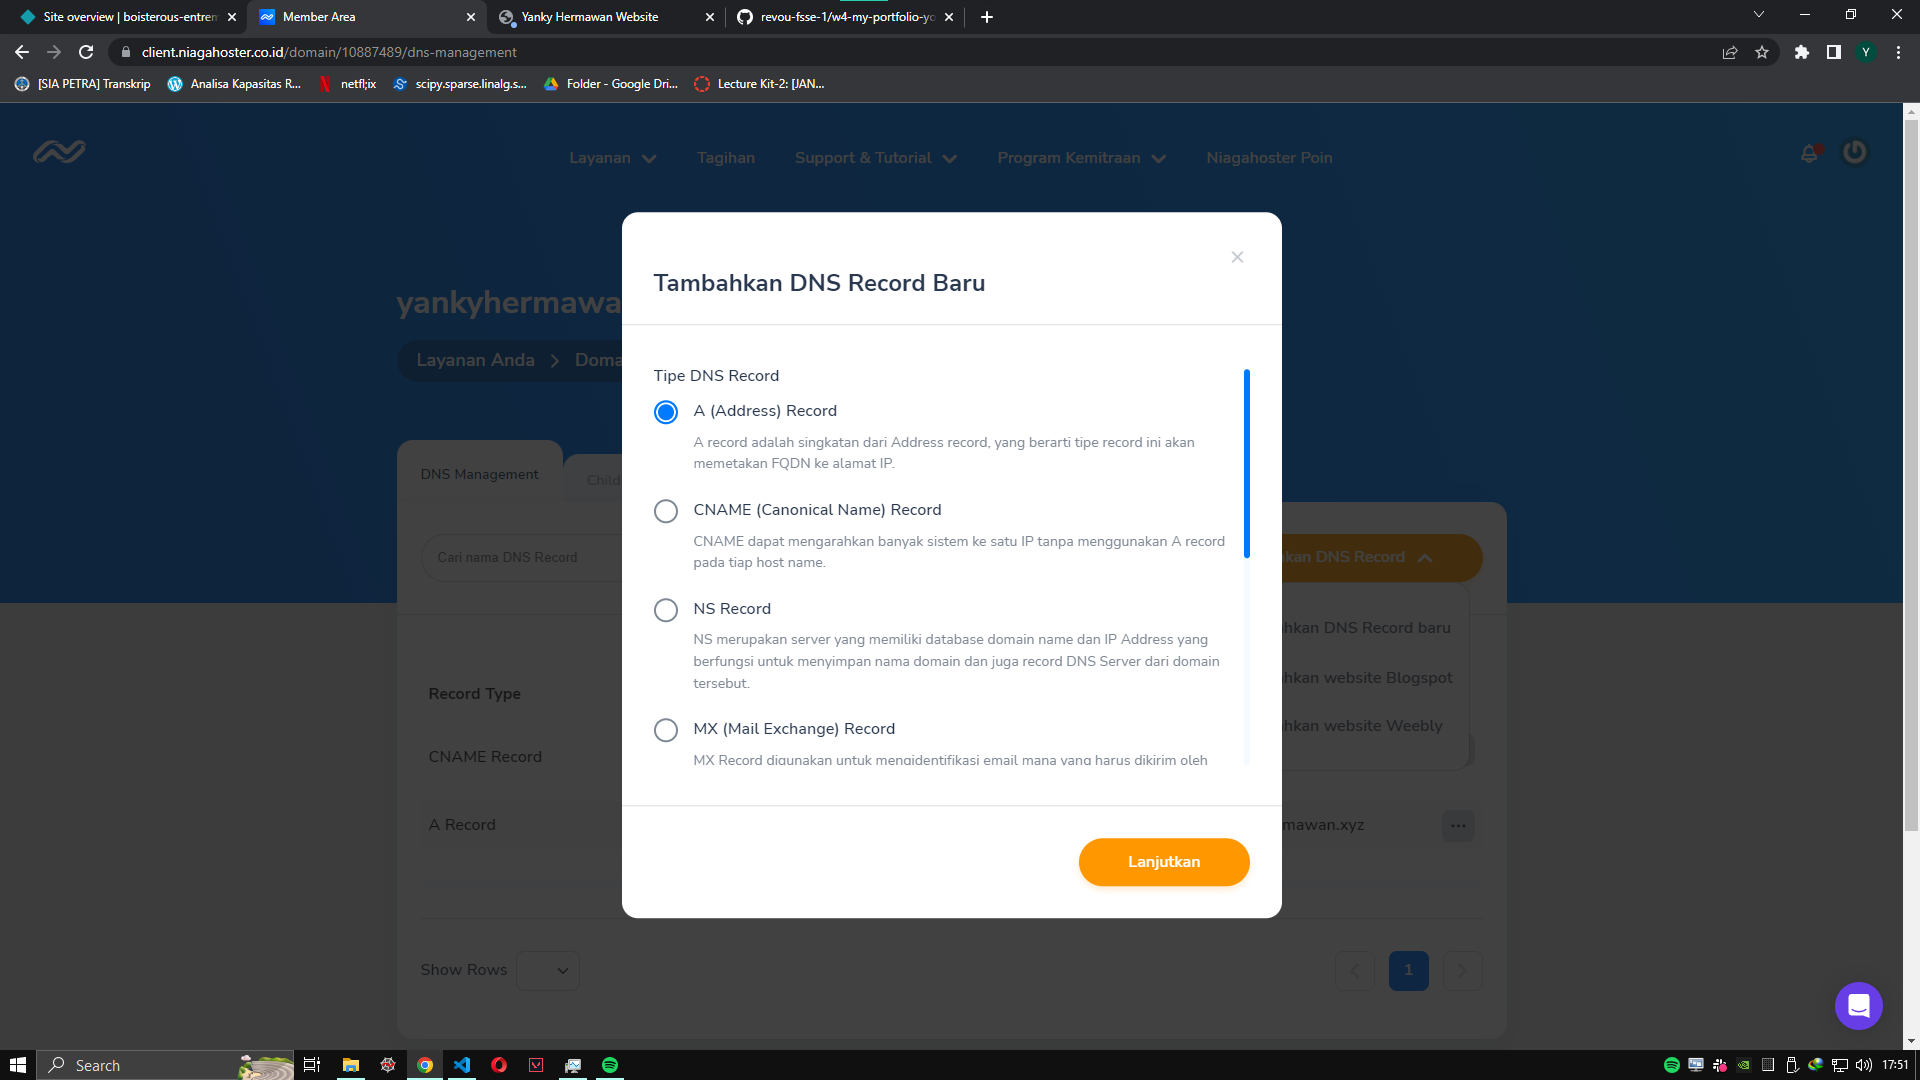 Site overview | boisterous-entrem
Member Area
Yanky Hermawan Website
revou-fsse-1/w4-my-portfolio-yo
client.niagahoster.co.id/domain/10887489/dns-management
Y
[SIA PETRA] Transkrip
Analisa Kapasitas R...
netfl;ix
scipy.sparse.linalg.s...
Folder - Google Dri...
Lecture Kit-2: [JAN...
Layanan
Tagihan
Support & Tutorial
Program Kemitraan
Niagahoster Poin
yankyhermawa
Layanan Anda > Doma
DNS Management
Child
Cari nama DNS Record
kan DNS Record
hkan DNS Record baru
hkan website Blogspot
hkan website Weebly
Record Type
CNAME Record
A Record
mawan.xyz
Show Rows
1
Tambahkan DNS Record Baru
Tipe DNS Record
A (Address) Record
A record adalah singkatan dari Address record, yang berarti tipe record ini akan
memetakan FQDN ke alamat IP.
CNAME (Canonical Name) Record
CNAME dapat mengarahkan banyak sistem ke satu IP tanpa menggunakan A record
pada tiap host name.
NS Record
NS merupakan server yang memiliki database domain name dan IP Address yang
berfungsi untuk menyimpan nama domain dan juga record DNS Server dari domain
tersebut.
MX (Mail Exchange) Record
MX Record digunakan untuk mengidentifikasi email mana yang harus dikirim oleh
Lanjutkan
Search
17:51